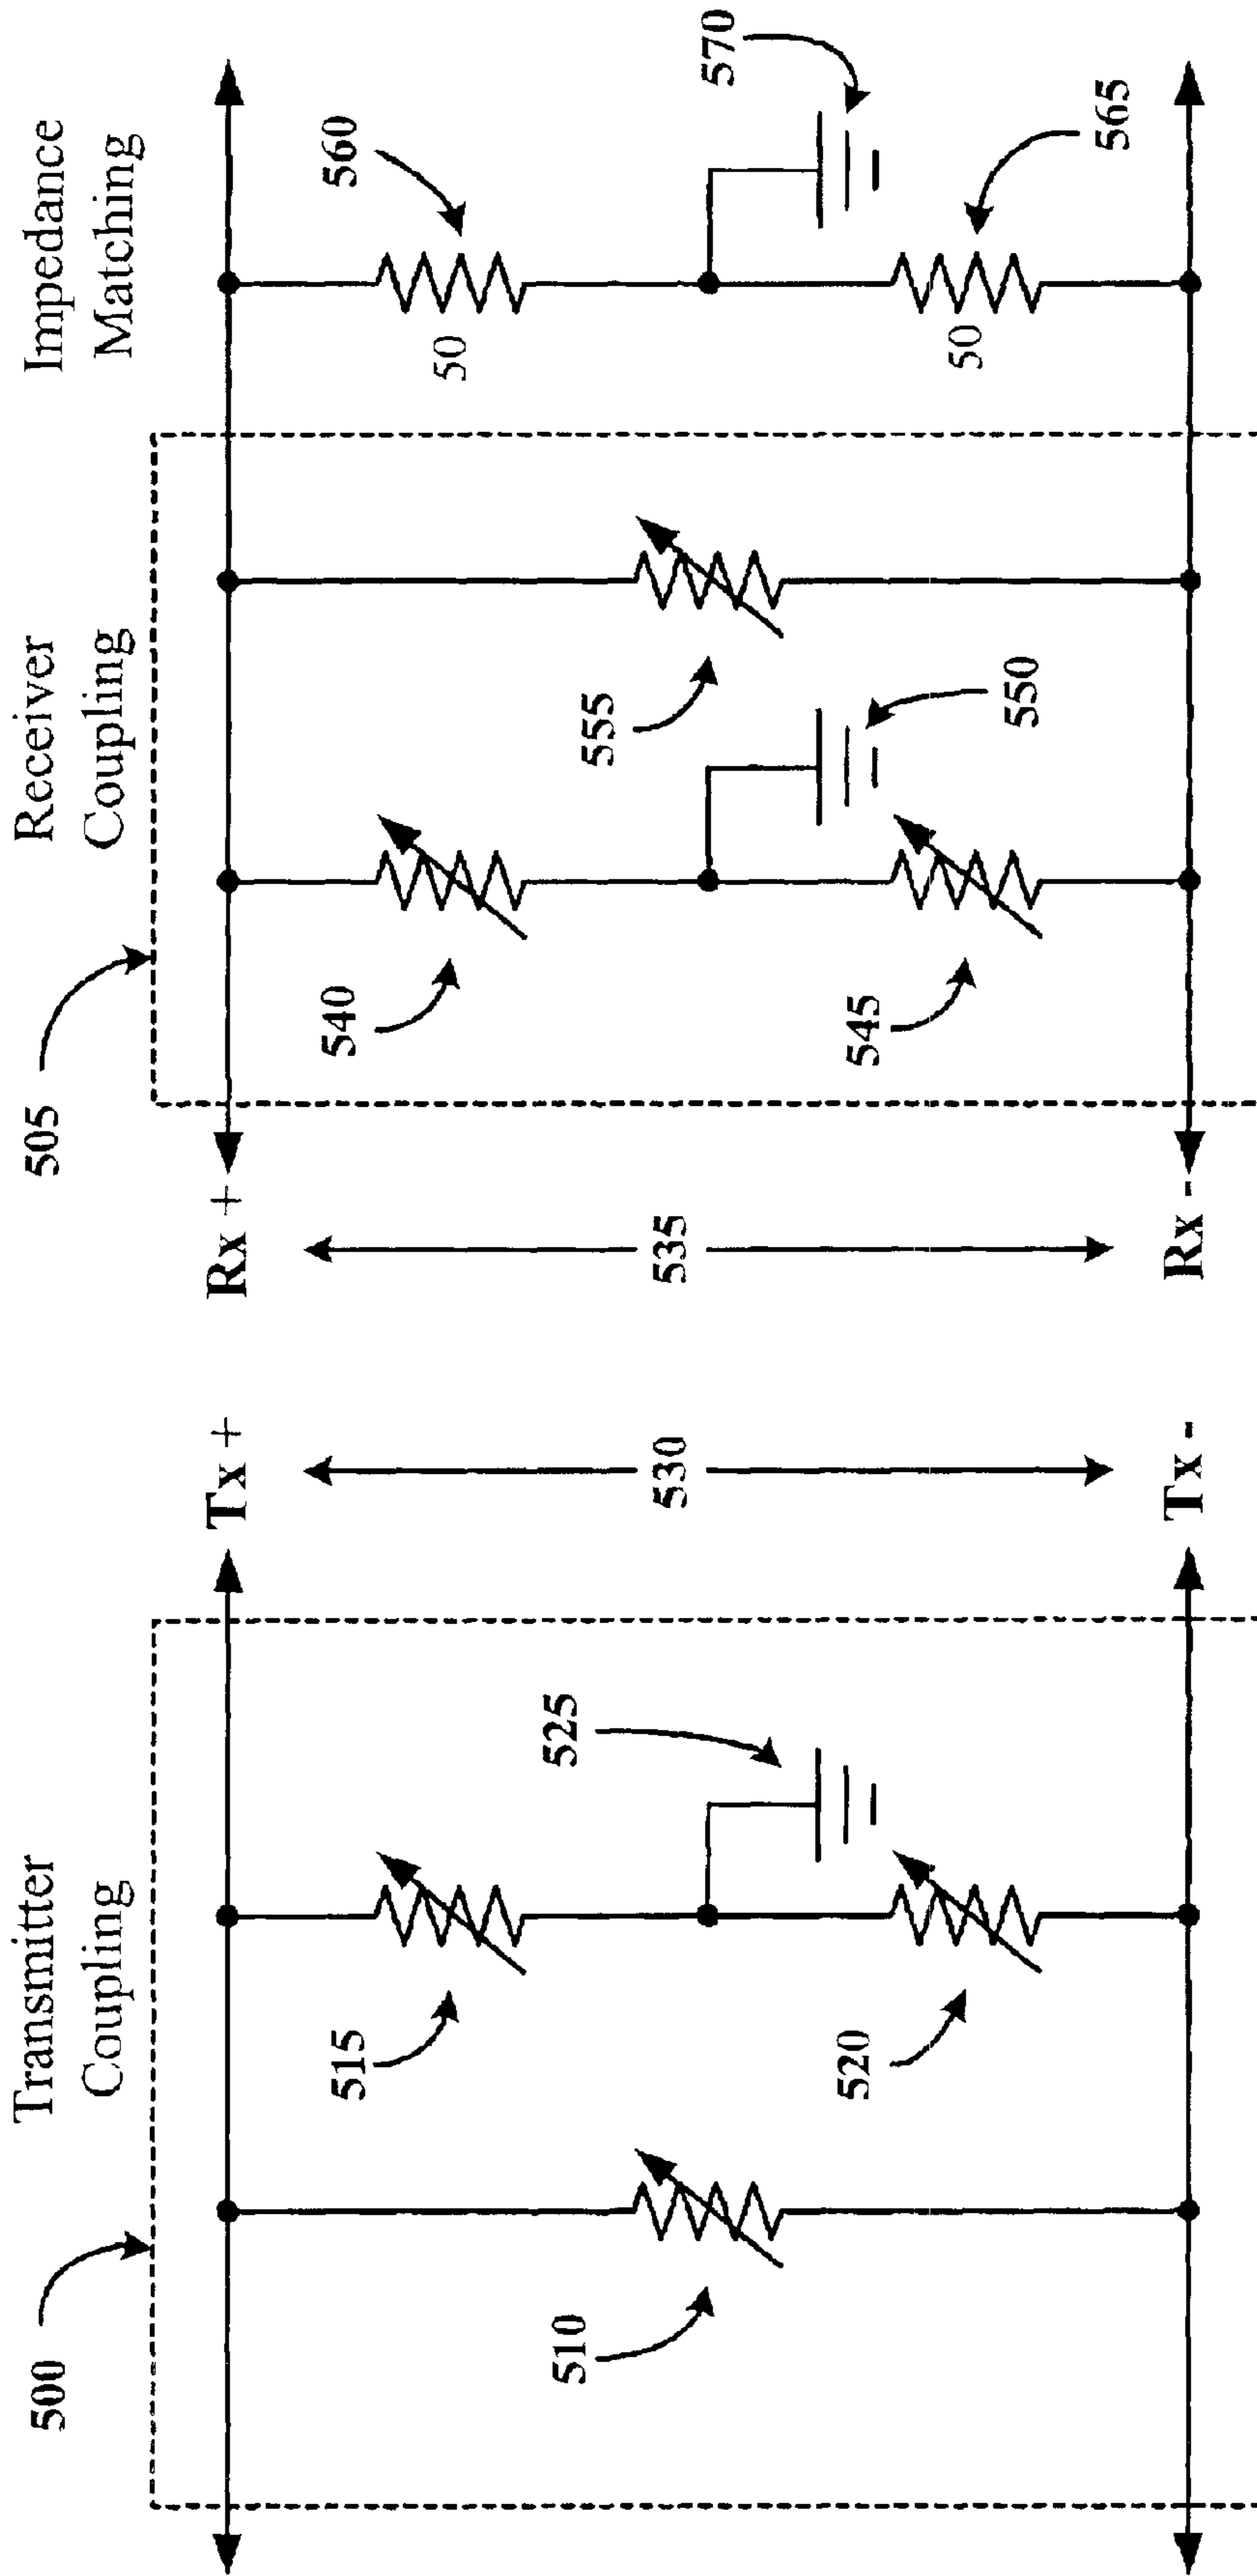 Transmitter
Coupling
Receiver
Coupling
Impedance
Matching
500
505
Tx +
Rx +
515
540
560
510
525
530
535
555
570
50
520
545
550
565
50
Tx -
Rx -